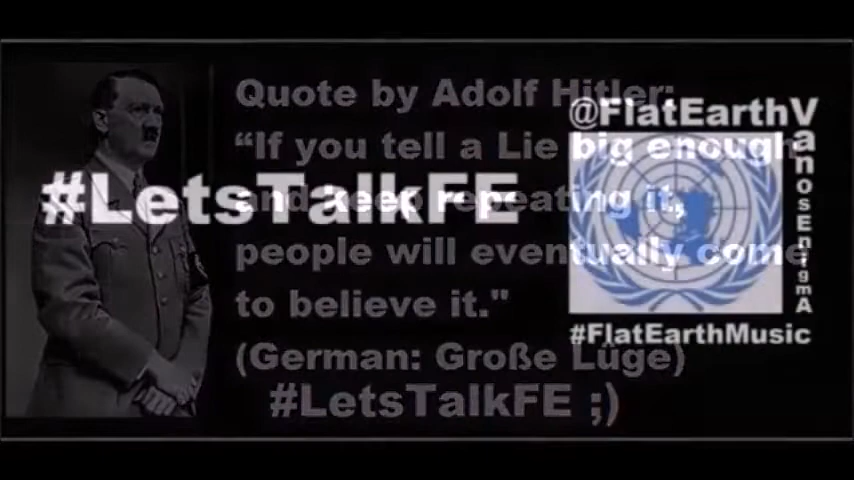 Quote by Adolf Hitler:
“If you tell a Lie big enough
and keep repeating it,
people will eventually come
to believe it."
(German: Große Lüge)
#LetsTalkFE ;)
#LetsTalkFE
@FlatEarthV
anosEnigmA
#FlatEarthMusic